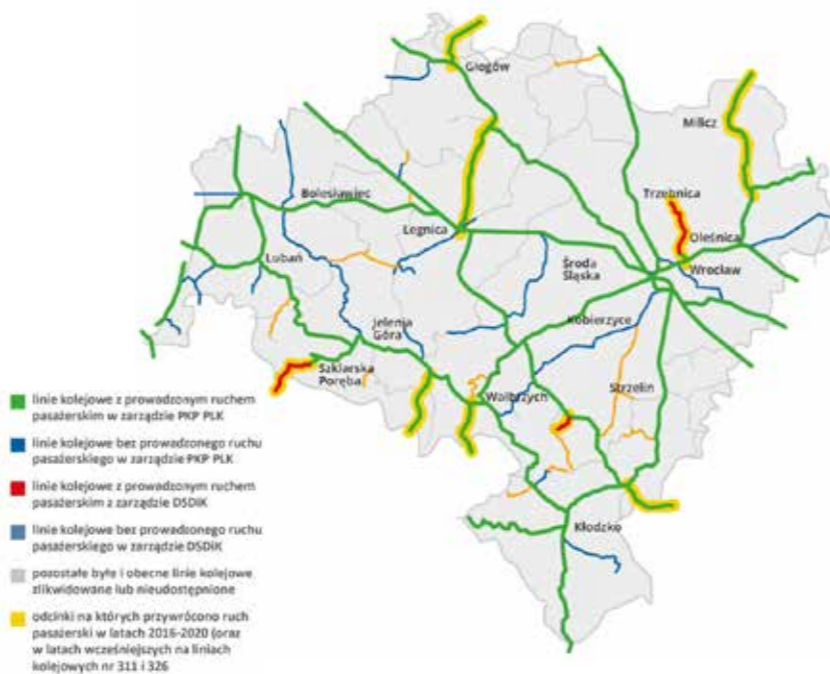 Głogów
Milicz
Trzebnica
Bolesławiec
Legnica
Oleśnica
Środa
Śląska
Wrocław
Lubań
Kobierzyce
Jelenia
Góra
Szklarska
Poręba
Strzelin
Wałbrzych
Kłodzko
linie kolejowe z prowadzonym ruchem
pasażerskim w zarządzie PKP PLK
linie kolejowe bez prowadzonego ruchu
pasażerskiego w zarządzie PKP PLK
linie kolejowe z prowadzonym ruchem
pasażerskim z zarządzie DSDiK
linie kolejowe bez prowadzonego ruchu
pasażerskiego w zarządzie DSDiK
pozostałe byłe i obecne linie kolejowe
zlikwidowane lub nieudostępnione
odcinki na których przywrócono ruch
pasażerski w latach 2016-2020 (oraz
w latach wcześniejszych na liniach
kolejowych nr 311 i 326